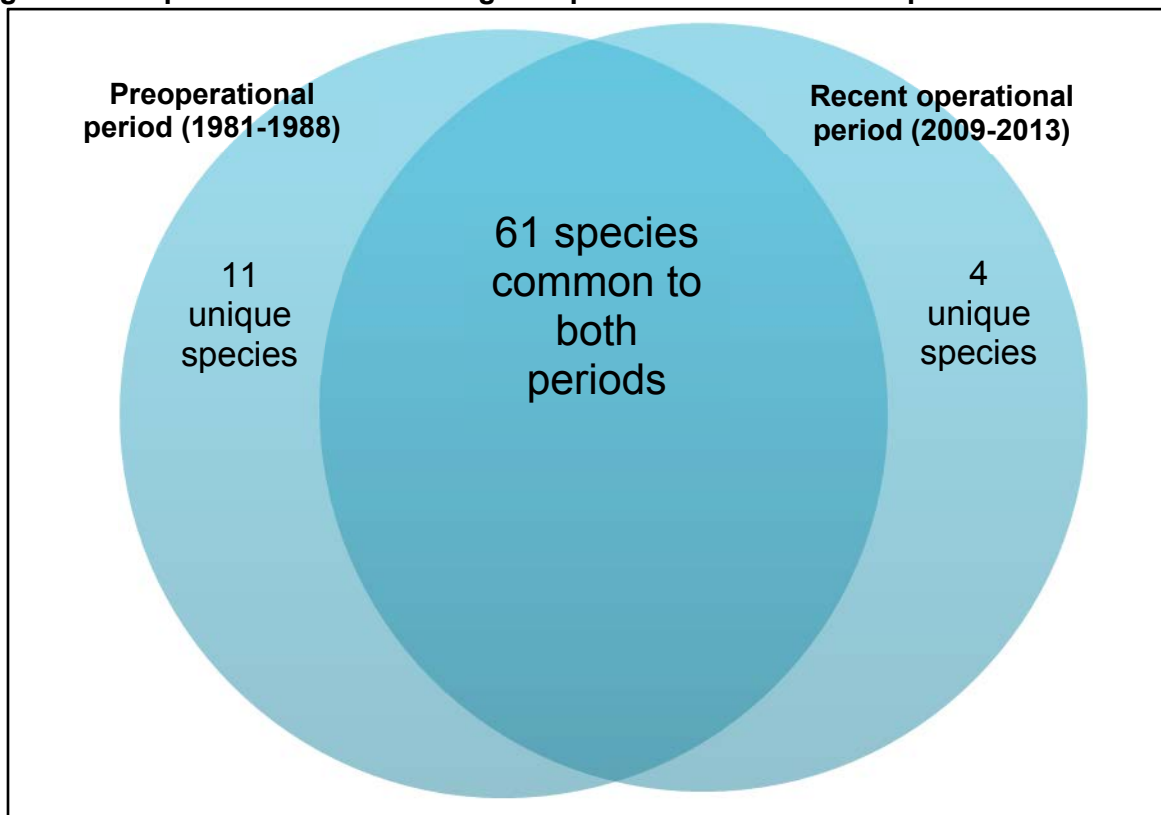 Preoperational
period (1981-1988)
Recent operational
period (2009-2013)
61 species
common to
both
periods
11
unique
species
4
unique
species